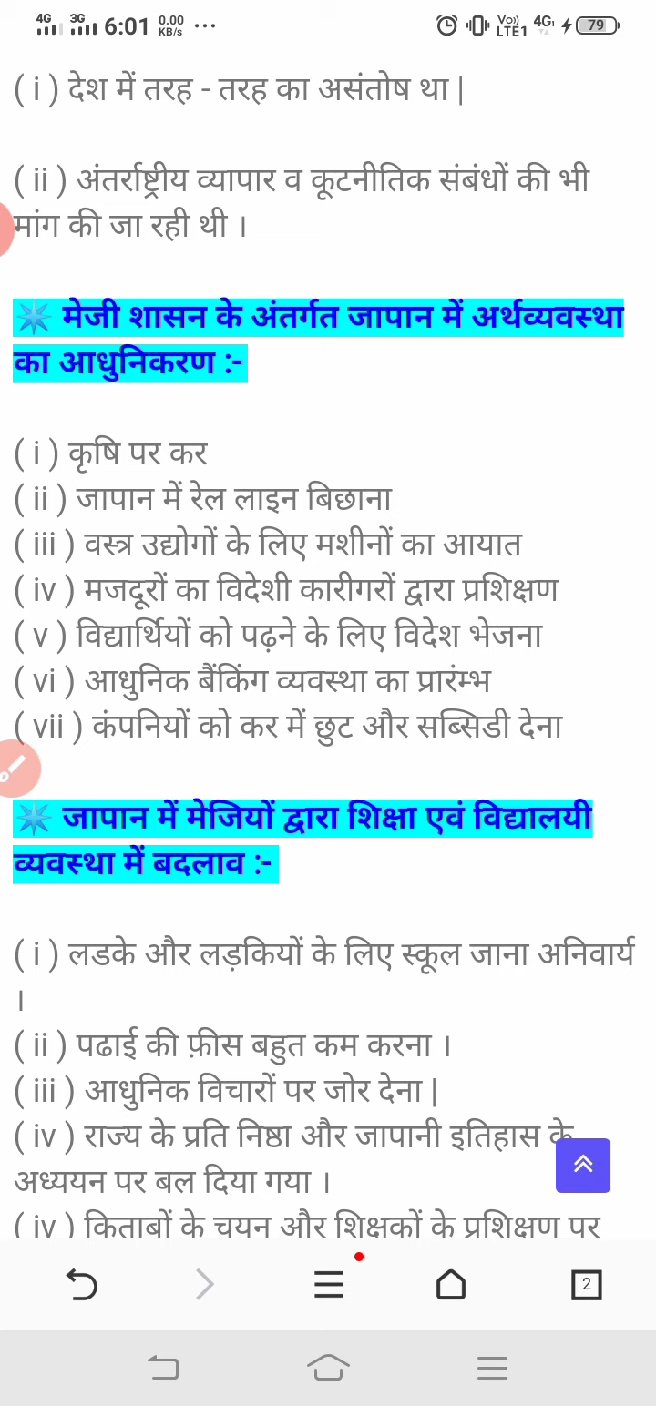 4G 3G 6:01 0.00 KB/s ... Vo)) LTE1 4G 79
( i ) देश में तरह - तरह का असंतोष था |
( ii ) अंतर्राष्ट्रीय व्यापार व कूटनीतिक संबंधों की भी
मांग की जा रही थी ।
मेजी शासन के अंतर्गत जापान में अर्थव्यवस्था
का आधुनिकरण :-
( i ) कृषि पर कर
( ii ) जापान में रेल लाइन बिछाना
( iii ) वस्त्र उद्योगों के लिए मशीनों का आयात
( iv ) मजदूरों का विदेशी कारीगरों द्वारा प्रशिक्षण
( v ) विद्यार्थियों को पढ़ने के लिए विदेश भेजना
( vi ) आधुनिक बैंकिंग व्यवस्था का प्रारंम्भ
( vii ) कंपनियों को कर में छुट और सब्सिडी देना
जापान में मेजियों द्वारा शिक्षा एवं विद्यालयी
व्यवस्था में बदलाव :-
( i ) लडके और लड़कियों के लिए स्कूल जाना अनिवार्य
।
( ii ) पढाई की फ़ीस बहुत कम करना ।
( iii ) आधुनिक विचारों पर जोर देना |
( iv ) राज्य के प्रति निष्ठा और जापानी इतिहास के
अध्ययन पर बल दिया गया ।
( iv ) किताबों के चयन और शिक्षकों के प्रशिक्षण पर
2